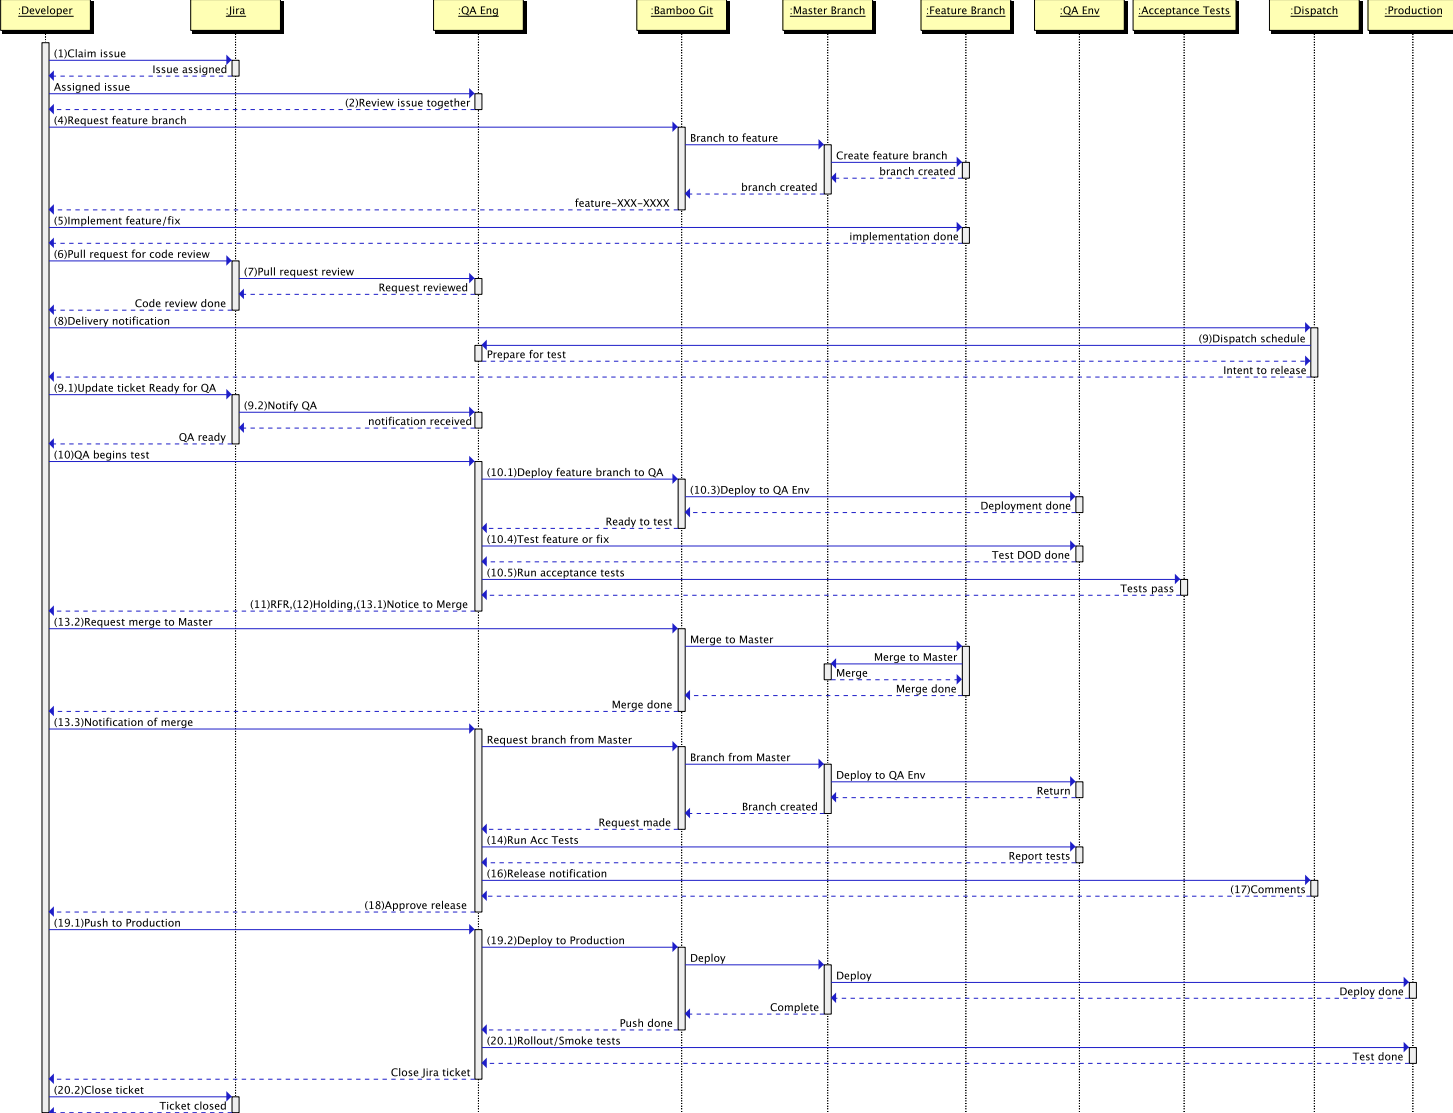 :Developer :Jira :QA Eng :Bamboo Git :Master Branch :Feature Branch :QA Env :Acceptance Tests :Dispatch :Production
(1)Claim issue
Issue assigned
Assigned issue
(2)Review issue together
(4)Request feature branch
Branch to feature
Create feature branch
branch created
branch created
feature-XXX-XXXX
(5)Implement feature/fix
implementation done
(6)Pull request for code review
(7)Pull request review
Request reviewed
Code review done
(8)Delivery notification
(9)Dispatch schedule
Prepare for test
Intent to release
(9.1)Update ticket Ready for QA
(9.2)Notify QA
notification received
QA ready
(10)QA begins test
(10.1)Deploy feature branch to QA
(10.3)Deploy to QA Env
Deployment done
Ready to test
(10.4)Test feature or fix
Test DOD done
(10.5)Run acceptance tests
Tests pass
(11)RFR,(12)Holding,(13.1)Notice to Merge
(13.2)Request merge to Master
Merge to Master
Merge to Master
Merge
Merge done
Merge done
(13.3)Notification of merge
Request branch from Master
Branch from Master
Deploy to QA Env
Return
Branch created
Request made
(14)Run Acc Tests
Report tests
(16)Release notification
(17)Comments
(18)Approve release
(19.1)Push to Production
(19.2)Deploy to Production
Deploy
Deploy
Deploy done
Complete
Push done
(20.1)Rollout/Smoke tests
Test done
Close Jira ticket
(20.2)Close ticket
Ticket closed